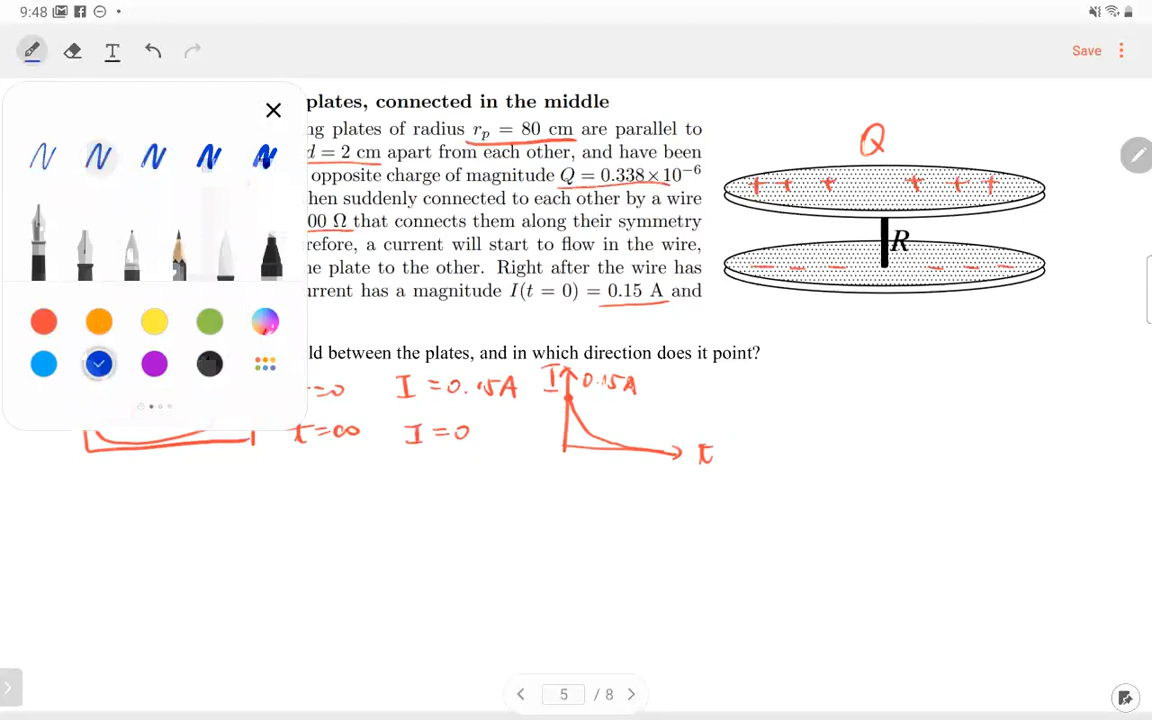 9:48
Save
plates, connected in the middle
ng plates of radius r_p = 80 cm are parallel to
d = 2 cm apart from each other, and have been
opposite charge of magnitude Q = 0.338×10⁻⁶
hen suddenly connected to each other by a wire
00 Ω that connects them along their symmetry
refore, a current will start to flow in the wire,
ne plate to the other. Right after the wire has
urrent has a magnitude I(t = 0) = 0.15 A and
Q
+ + + + + +
R
− − − − − −
ld between the plates, and in which direction does it point?
=0 I = 0.15A
t=∞ I=0
I 0.15A
t
5 / 8